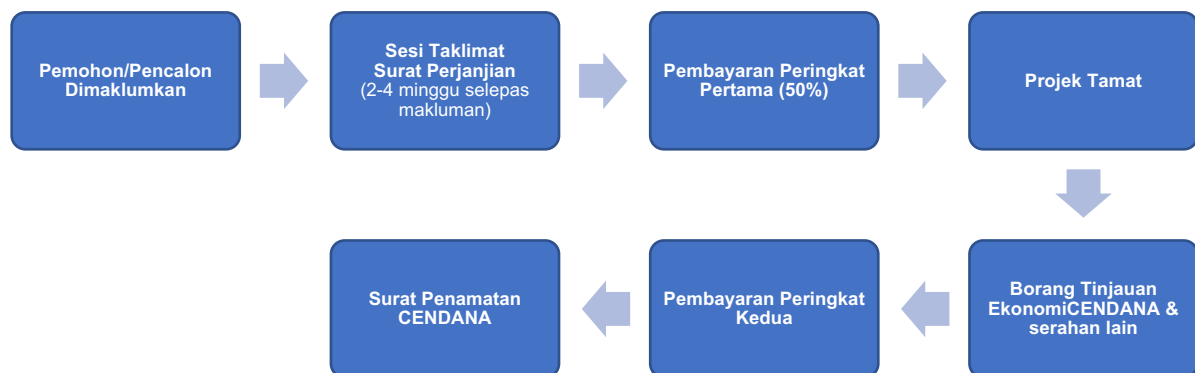 Pemohon/Pencalon
Dimaklumkan
Sesi Taklimat
Surat Perjanjian
(2-4 minggu selepas
makluman)
Pembayaran Peringkat
Pertama (50%)
Projek Tamat
Borang Tinjauan
EkonomiCENDANA &
serahan lain
Pembayaran Peringkat
Kedua
Surat Penamatan
CENDANA